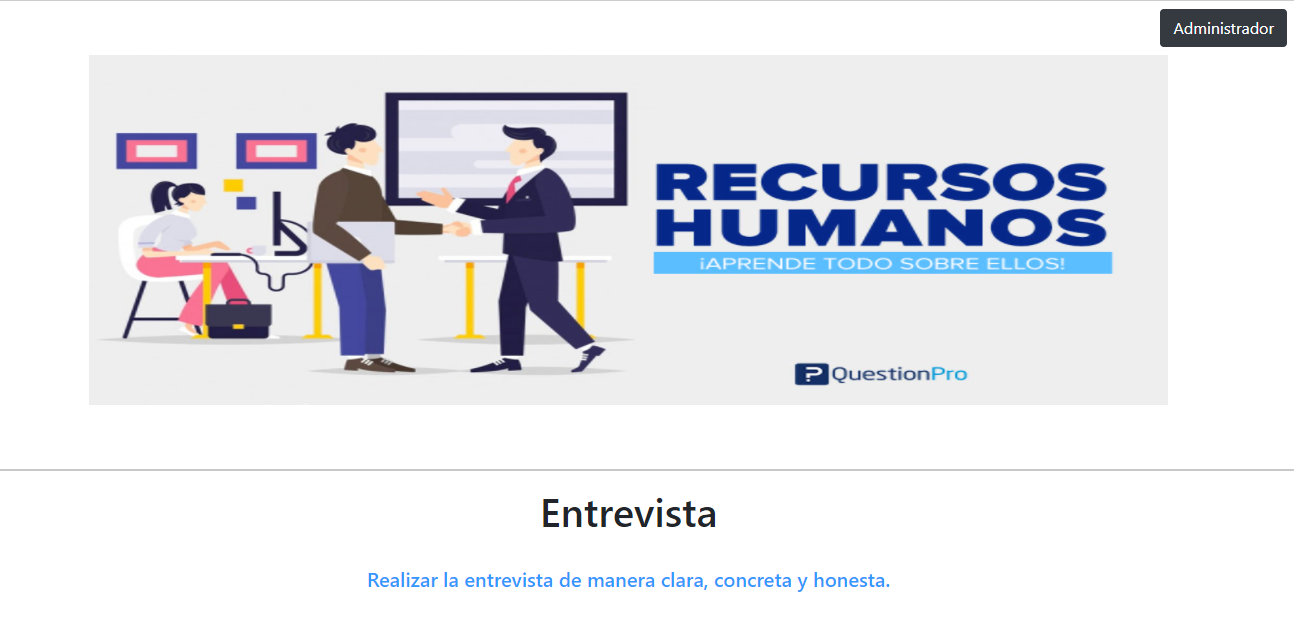 Administrador
RECURSOS
HUMANOS
¡APRENDE TODO SOBRE ELLOS!
QuestionPro
Entrevista
Realizar la entrevista de manera clara, concreta y honesta.